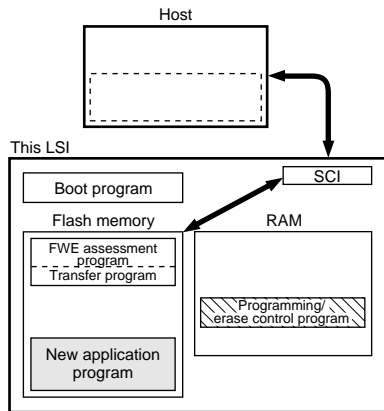 Host
This LSI
SCI
Boot program
Flash memory
RAM
FWE assessment
program
Transfer program
Programming/
erase control program
New application
program